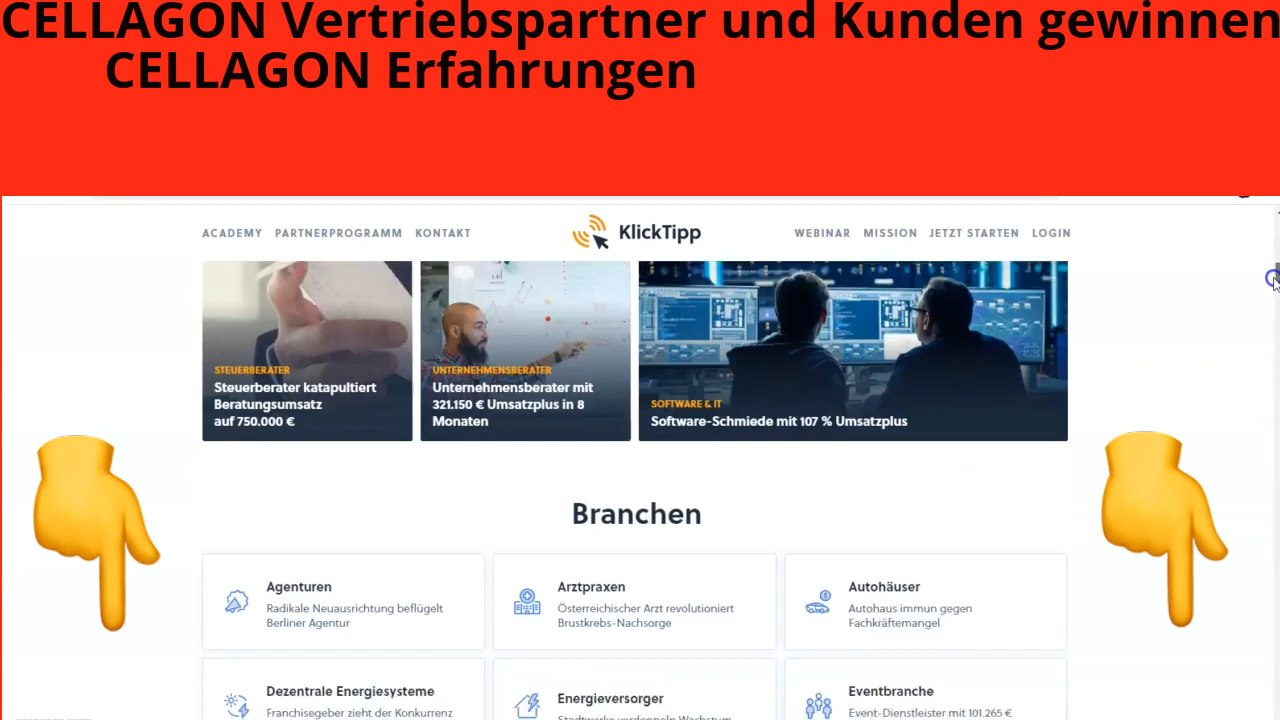 CELLAGON Vertriebspartner und Kunden gewinnen
CELLAGON Erfahrungen
ACADEMY PARTNERPROGRAMM KONTAKT
KlickTipp
WEBINAR MISSION JETZT STARTEN LOGIN
STEUERBERATER
Steuerberater katapultiert
Beratungsumsatz
auf 750.000 €
UNTERNEHMENSBERATER
Unternehmensberater mit
321.150 € Umsatzplus in 8
Monaten
SOFTWARE & IT
Software-Schmiede mit 107 % Umsatzplus
Branchen
Agenturen
Radikale Neuausrichtung beflügelt
Berliner Agentur
Arztpraxen
Österreichischer Arzt revolutioniert
Brustkrebs-Nachsorge
Autohäuser
Autohaus immun gegen
Fachkräftemangel
Dezentrale Energiesysteme
Franchisegeber zieht der Konkurrenz
Energieversorger
Stadtwerke verdoppeln Wachstum
Eventbranche
Event-Dienstleister mit 101.265 €